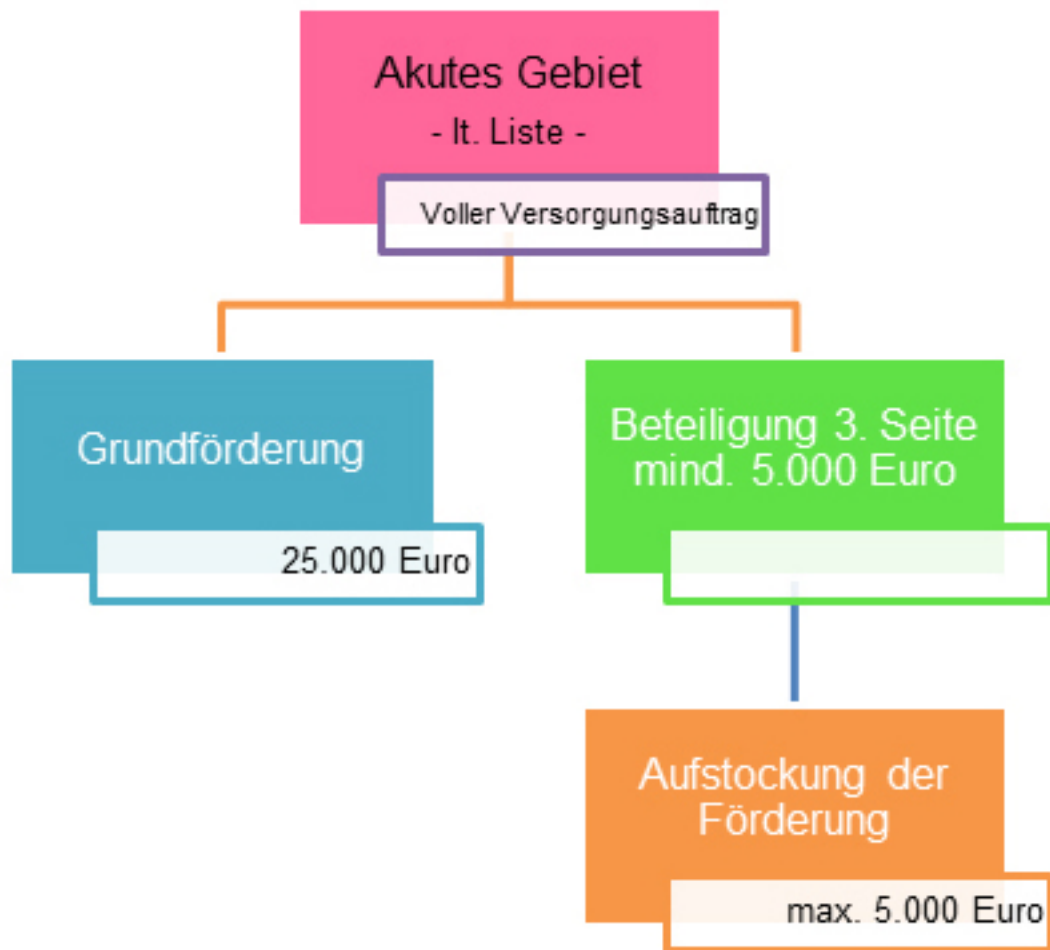 Akutes Gebiet
- lt. Liste -
Voller Versorgungsauftrag
Grundförderung
25.000 Euro
Beteiligung 3. Seite
mind. 5.000 Euro
Aufstockung der
Förderung
max. 5.000 Euro